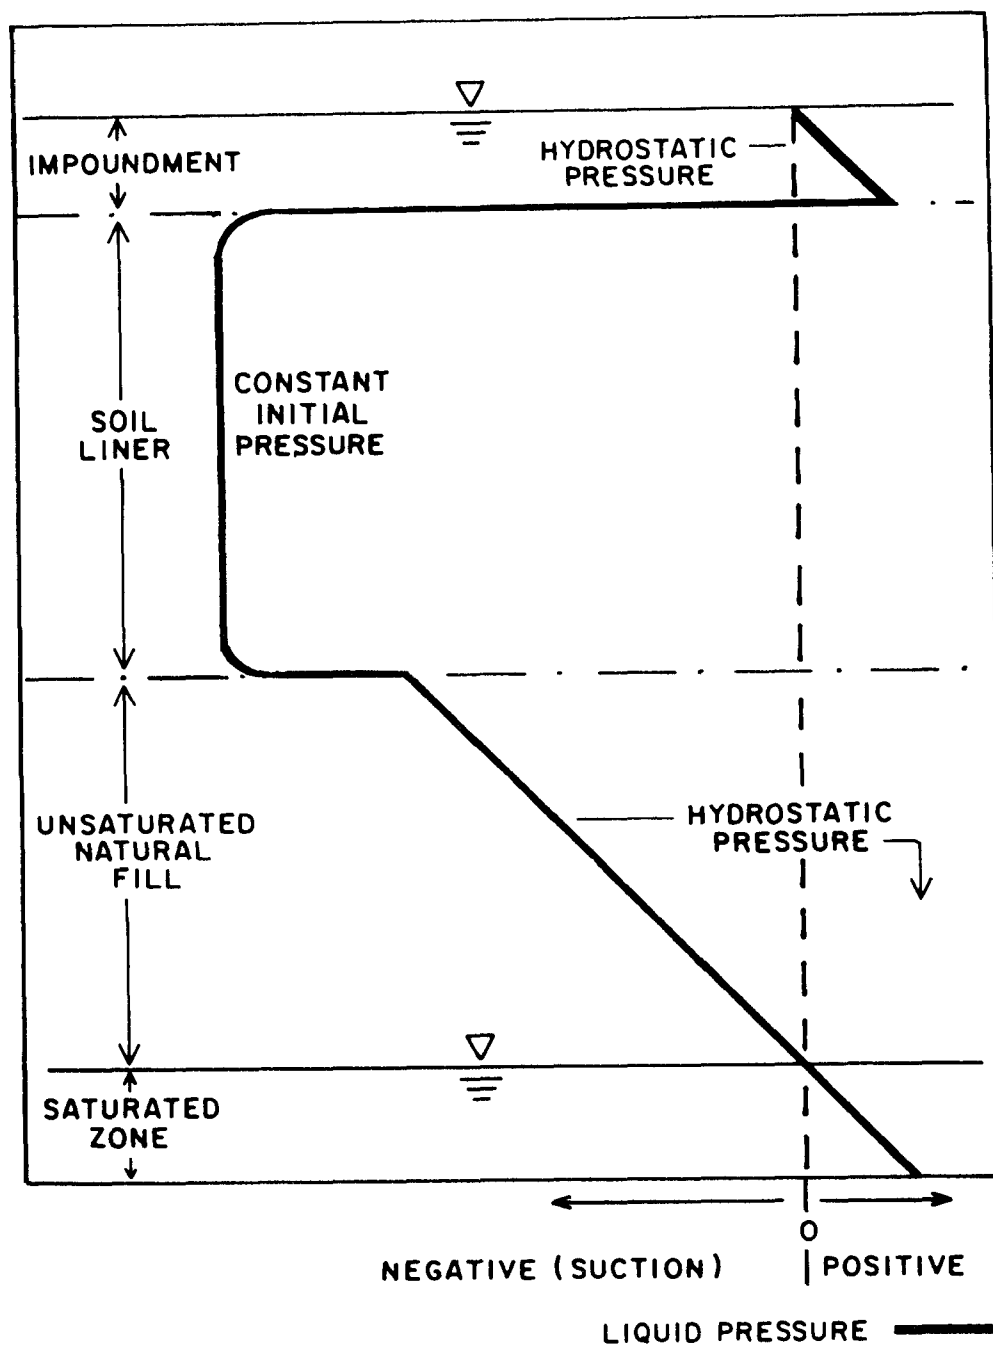 IMPOUNDMENT
HYDROSTATIC
PRESSURE
CONSTANT
INITIAL
PRESSURE
SOIL
LINER
UNSATURATED
NATURAL
FILL
HYDROSTATIC
PRESSURE
SATURATED
ZONE
0
NEGATIVE (SUCTION) | POSITIVE
LIQUID PRESSURE